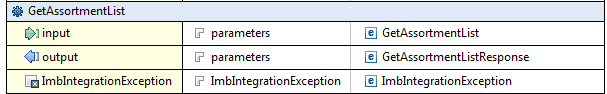 GetAssortmentList
input parameters GetAssortmentList
output parameters GetAssortmentListResponse
ImbIntegrationException ImbIntegrationException ImbIntegrationException